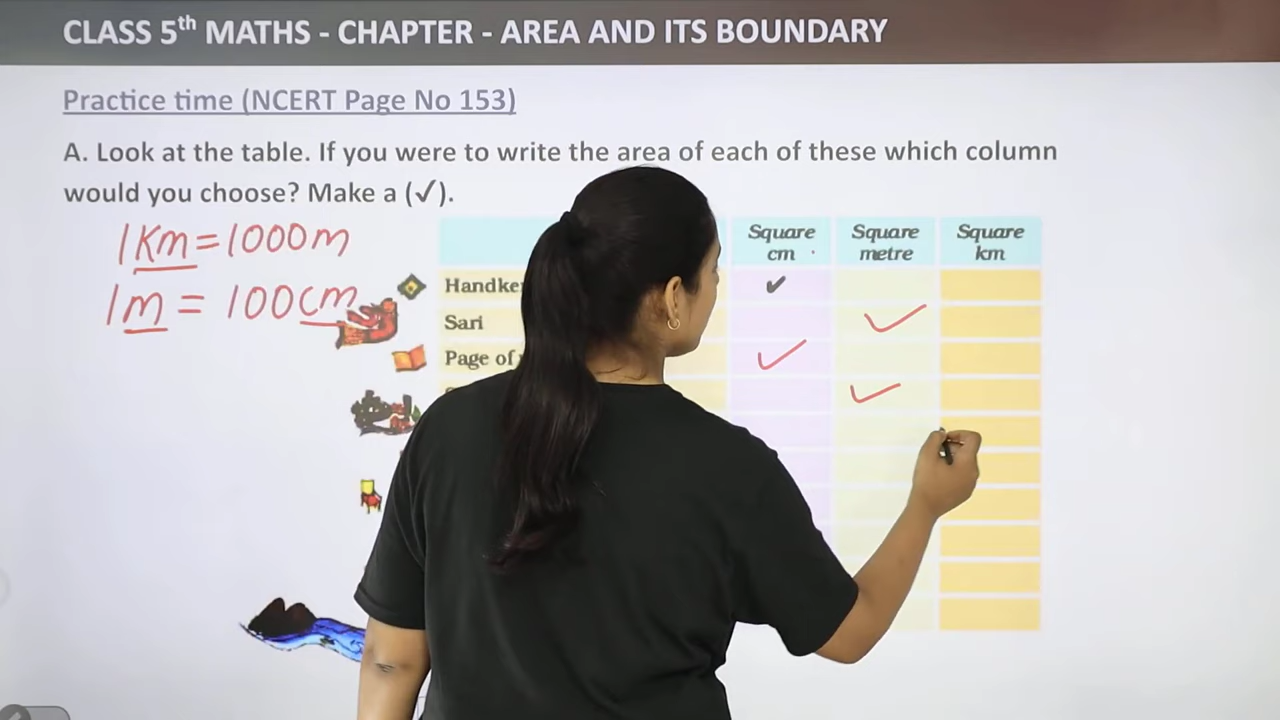 CLASS 5th MATHS - CHAPTER - AREA AND ITS BOUNDARY
Practice time (NCERT Page No 153)
A. Look at the table. If you were to write the area of each of these which column
would you choose? Make a (✓).
1Km=1000m
1m = 100cm
Square cm
Square metre
Square km
✔
Sari ✓
Page of ✓
✓